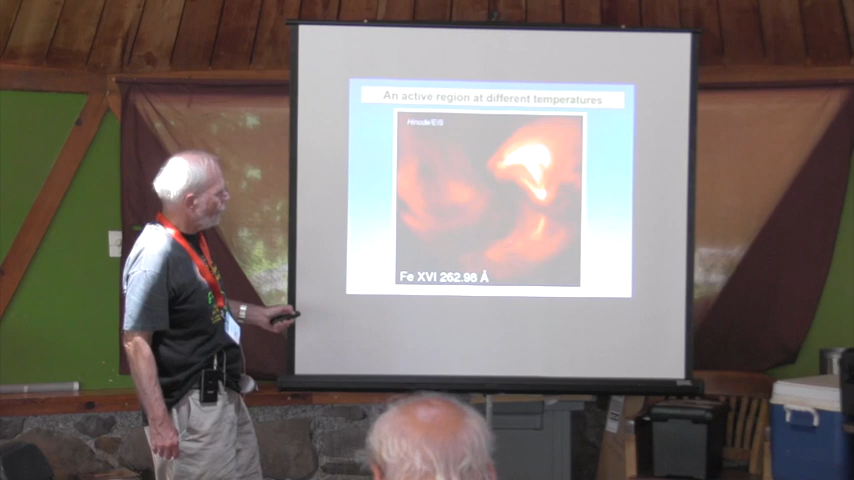 An active region at different temperatures
Hinode/EIS
Fe XVI 262.98 Å